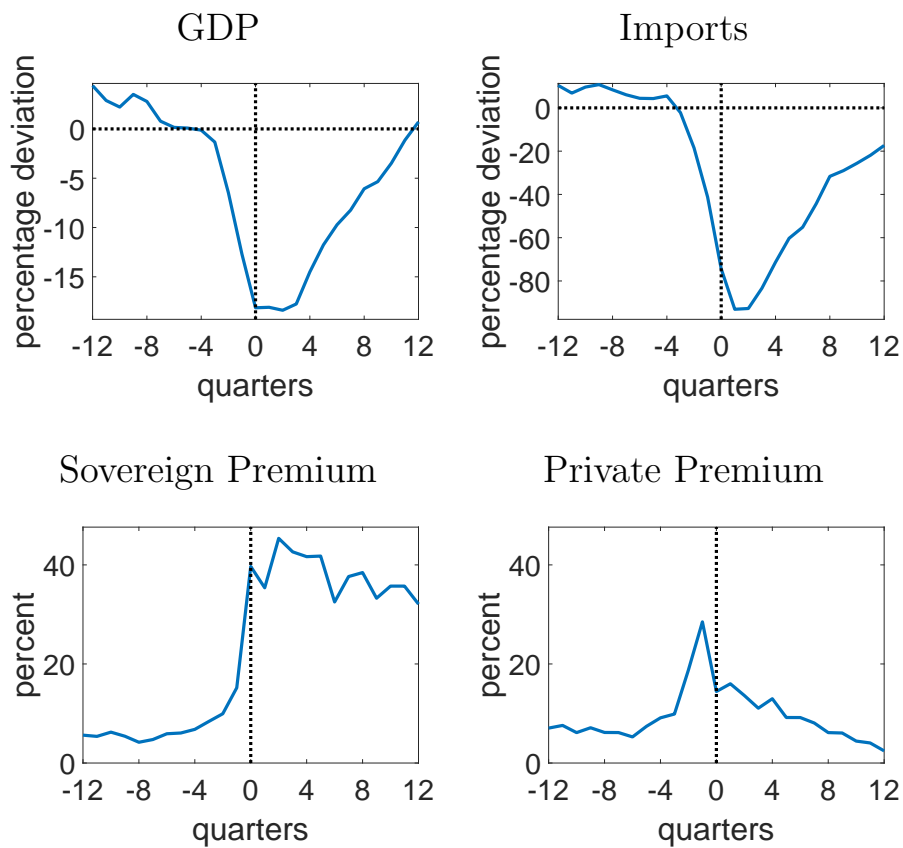 GDP
percentage deviation
0
-5
-10
-15
-12 -8 -4 0 4 8 12
quarters
Imports
percentage deviation
0
-20
-40
-60
-80
-12 -8 -4 0 4 8 12
quarters
Sovereign Premium
percent
40
20
0
-12 -8 -4 0 4 8 12
quarters
Private Premium
percent
40
20
0
-12 -8 -4 0 4 8 12
quarters